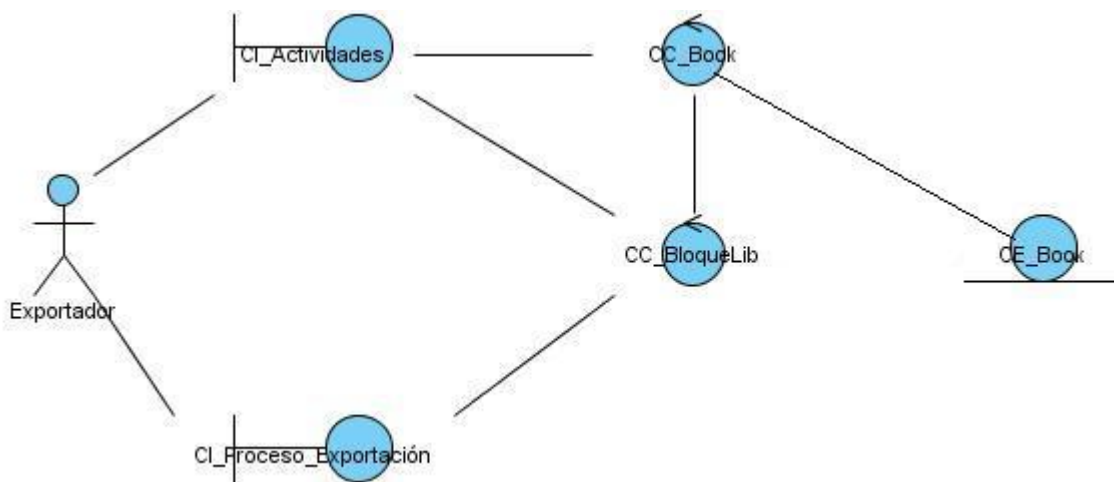 CI_Actividades
CC_Book
CC_BloqueLib
CE_Book
Exportador
CI_Proceso_Exportación